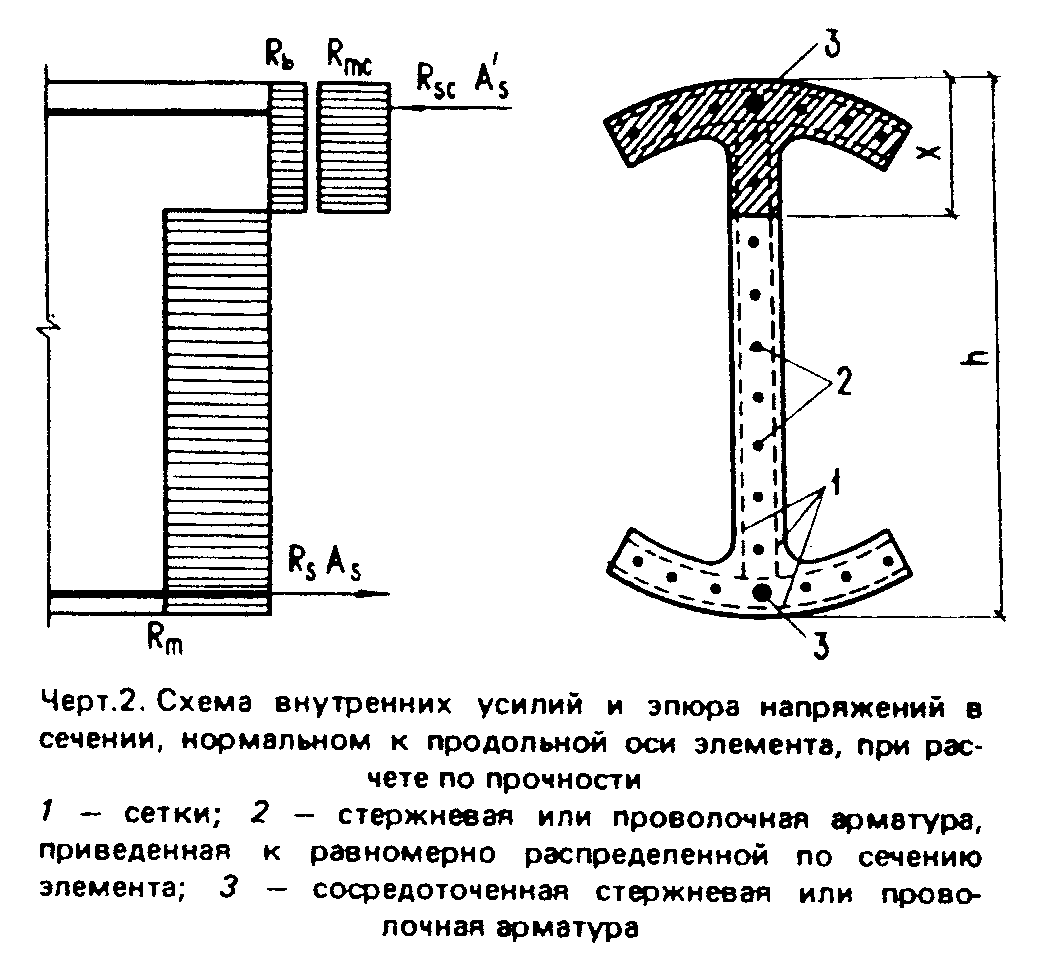 R_b R_mc
R_sc A'_s
3
x
h
2
1
R_s A_s
R_m
3
Черт.2. Схема внутренних усилий и эпюра напряжений в
сечении, нормальном к продольной оси элемента, при рас-
чете по прочности
1 — сетки; 2 — стержневая или проволочная арматура,
приведенная к равномерно распределенной по сечению
элемента; 3 — сосредоточенная стержневая или прово-
лочная арматура